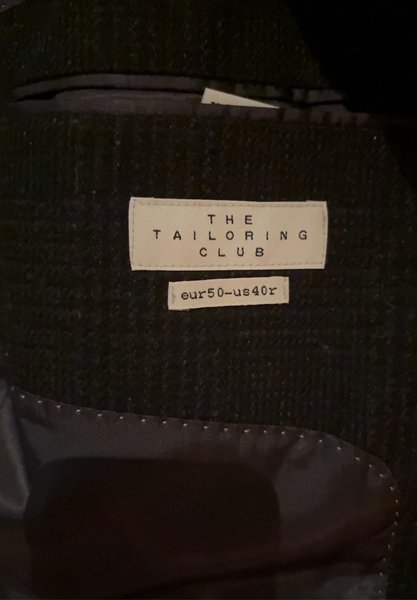 THE
TAILORING
CLUB
eur50-us40r